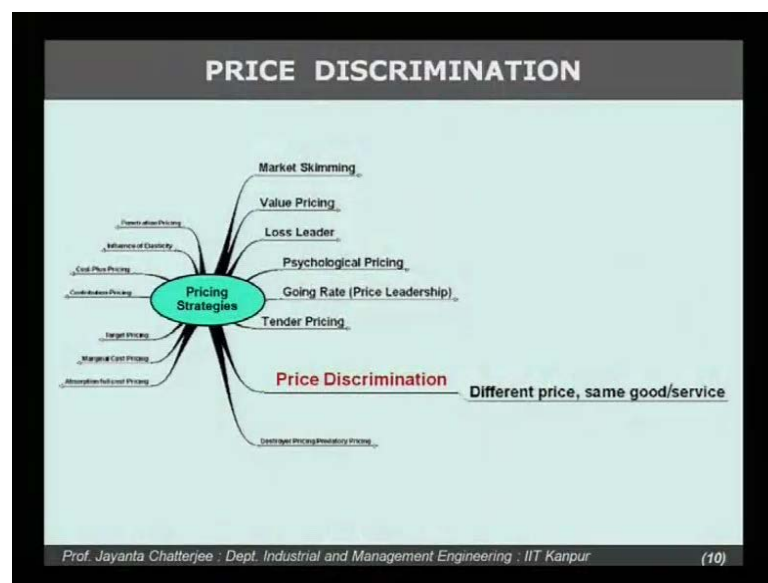 PRICE DISCRIMINATION
Market Skimming
Value Pricing
Loss Leader
Psychological Pricing
Going Rate (Price Leadership)
Tender Pricing
Price Discrimination
Different price, same good/service
Destroyer Pricing/Predatory Pricing
Pricing
Strategies
Penetration Pricing
Influence of Elasticity
Cost-Plus Pricing
Contribution Pricing
Target Pricing
Marginal Cost Pricing
Absorption/full cost Pricing
Prof. Jayanta Chatterjee : Dept. Industrial and Management Engineering : IIT Kanpur
(10)